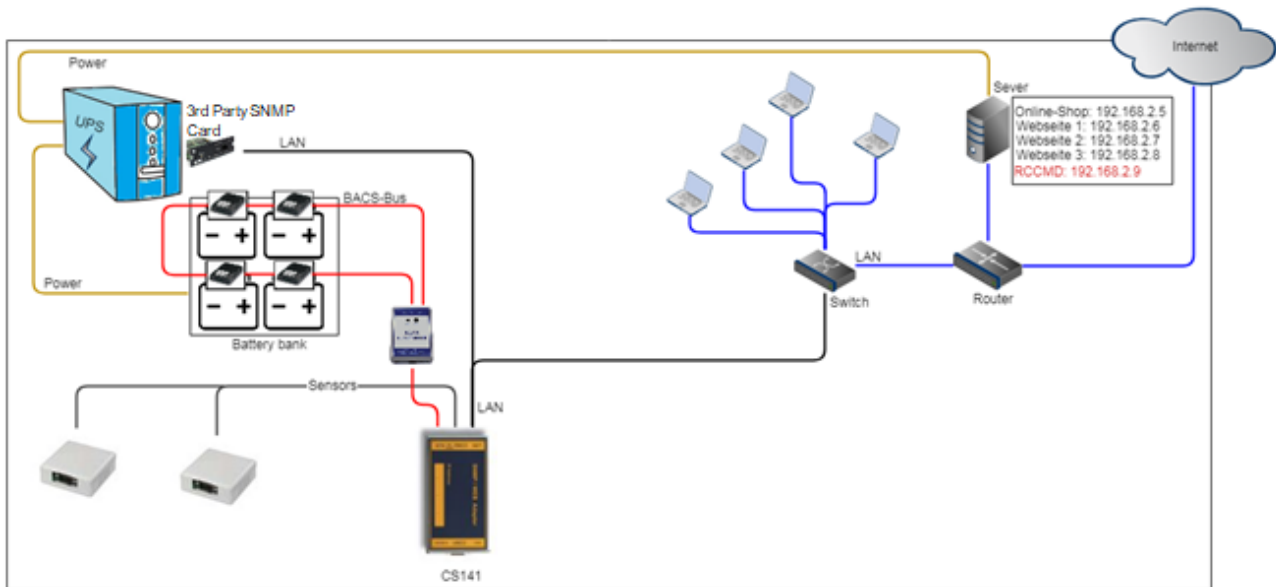 Internet
Power
Sever
3rd Party SNMP
Card
UPS
LAN
Online-Shop: 192.168.2.5
Webseite 1: 192.168.2.6
Webseite 2: 192.168.2.7
Webseite 3: 192.168.2.8
RCCMD: 192.168.2.9
BACS-Bus
LAN
Power
Switch
Router
Battery bank
Sensors
LAN
CS141